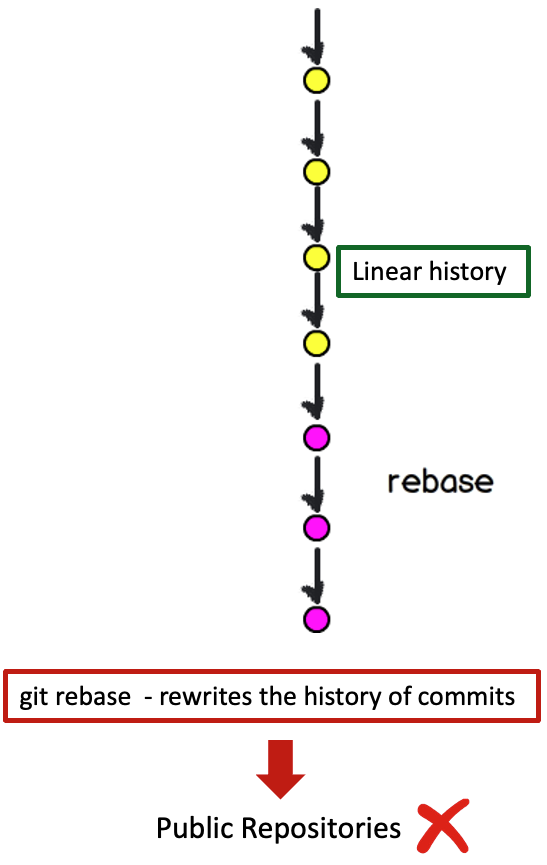 Linear history
rebase
git rebase - rewrites the history of commits
Public Repositories